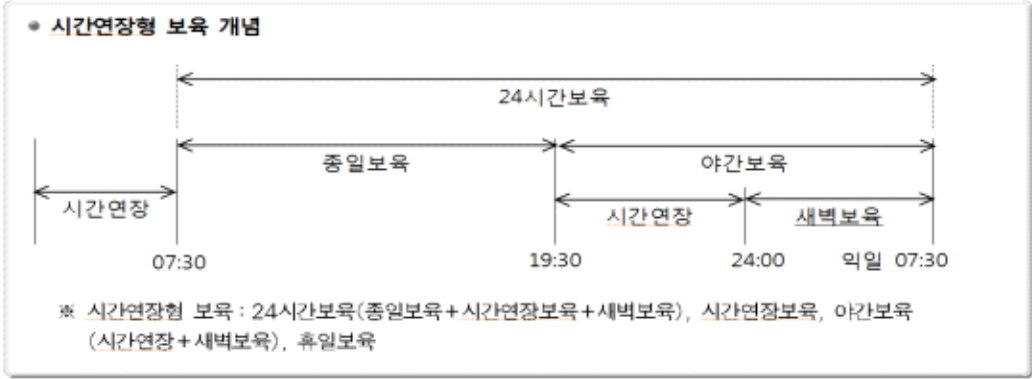 시간연장형 보육 개념
24시간보육
종일보육 야간보육
시간연장 시간연장 새벽보육
07:30 19:30 24:00 익일 07:30
※ 시간연장형 보육 : 24시간보육(종일보육+시간연장보육+새벽보육), 시간연장보육, 야간보육
(시간연장+새벽보육), 휴일보육